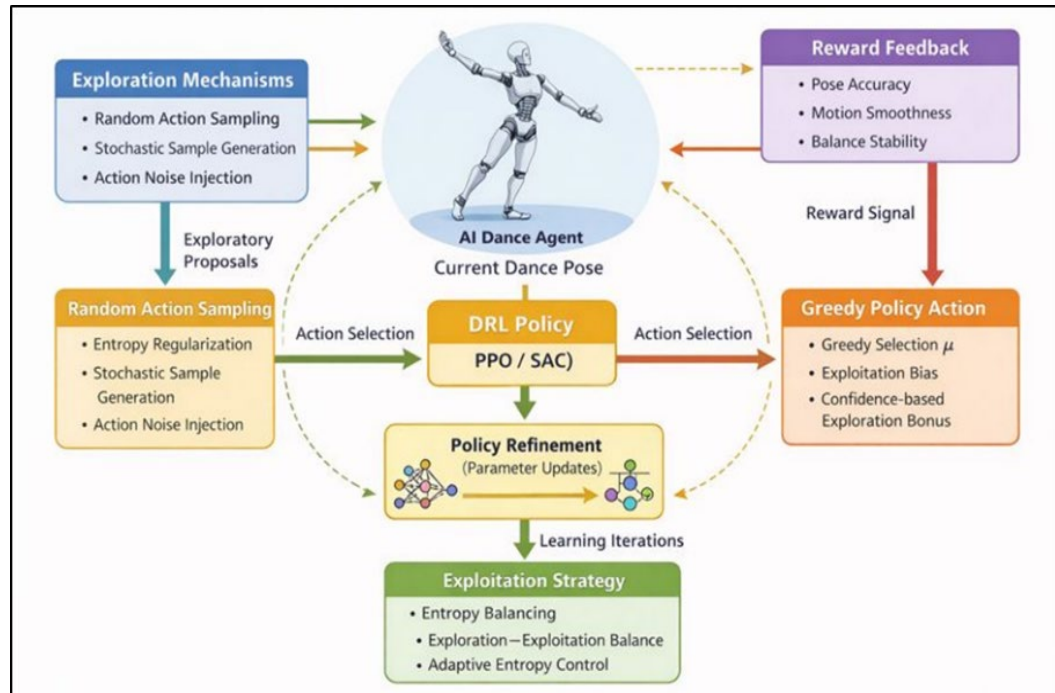 Exploration Mechanisms
• Random Action Sampling
• Stochastic Sample Generation
• Action Noise Injection
Reward Feedback
• Pose Accuracy
• Motion Smoothness
• Balance Stability
AI Dance Agent
Current Dance Pose
Exploratory
Proposals
Reward Signal
Random Action Sampling
• Entropy Regularization
• Stochastic Sample
Generation
• Action Noise Injection
Action Selection
DRL Policy
PPO / SAC)
Action Selection
Greedy Policy Action
• Greedy Selection μ
• Exploitation Bias
• Confidence-based
Exploration Bonus
Policy Refinement
(Parameter Updates)
Learning Iterations
Exploitation Strategy
• Entropy Balancing
• Exploration—Exploitation Balance
• Adaptive Entropy Control